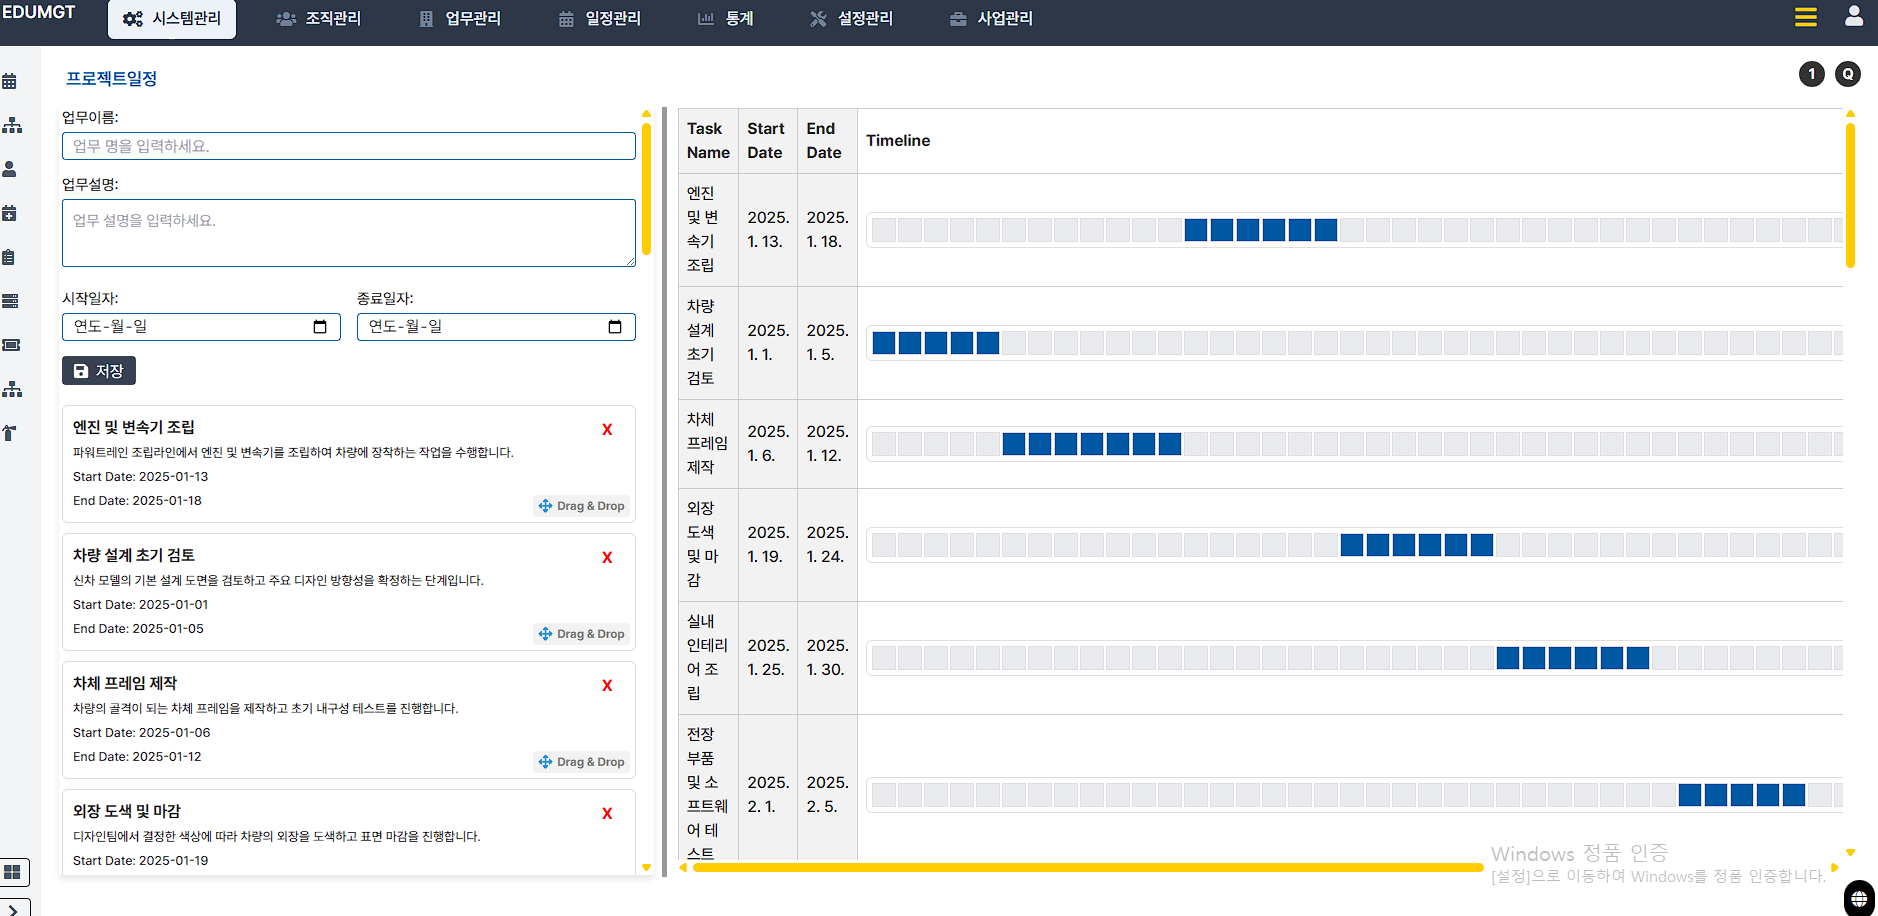 EDUMGT
시스템관리
조직관리
업무관리
일정관리
통계
설정관리
사업관리
프로젝트일정
1
Q
업무이름:
업무 명을 입력하세요.
업무설명:
업무 설명을 입력하세요.
시작일자:
종료일자:
연도-월-일
연도-월-일
저장
엔진 및 변속기 조립
X
파워트레인 조립라인에서 엔진 및 변속기를 조립하여 차량에 장착하는 작업을 수행합니다.
Start Date: 2025-01-13
End Date: 2025-01-18
Drag & Drop
차량 설계 초기 검토
X
신차 모델의 기본 설계 도면을 검토하고 주요 디자인 방향성을 확정하는 단계입니다.
Start Date: 2025-01-01
End Date: 2025-01-05
Drag & Drop
차체 프레임 제작
X
차량의 골격이 되는 차체 프레임을 제작하고 초기 내구성 테스트를 진행합니다.
Start Date: 2025-01-06
End Date: 2025-01-12
Drag & Drop
외장 도색 및 마감
X
디자인팀에서 결정한 색상에 따라 차량의 외장을 도색하고 표면 마감을 진행합니다.
Start Date: 2025-01-19
Task
Name
Start
Date
End
Date
Timeline
엔진
및 변
속기
조립
2025.
1. 13.
2025.
1. 18.
차량
설계
초기
검토
2025.
1. 1.
2025.
1. 5.
차체
프레임
제작
2025.
1. 6.
2025.
1. 12.
외장
도색
및 마
감
2025.
1. 19.
2025.
1. 24.
실내
인테리
어 조
립
2025.
1. 25.
2025.
1. 30.
전장
부품
및 소
프트웨
어 테
스트
2025.
2. 1.
2025.
2. 5.
Windows 정품 인증
[설정]으로 이동하여 Windows를 정품 인증합니다.